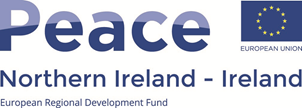 Peace
EUROPEAN UNION
Northern Ireland - Ireland
European Regional Development Fund